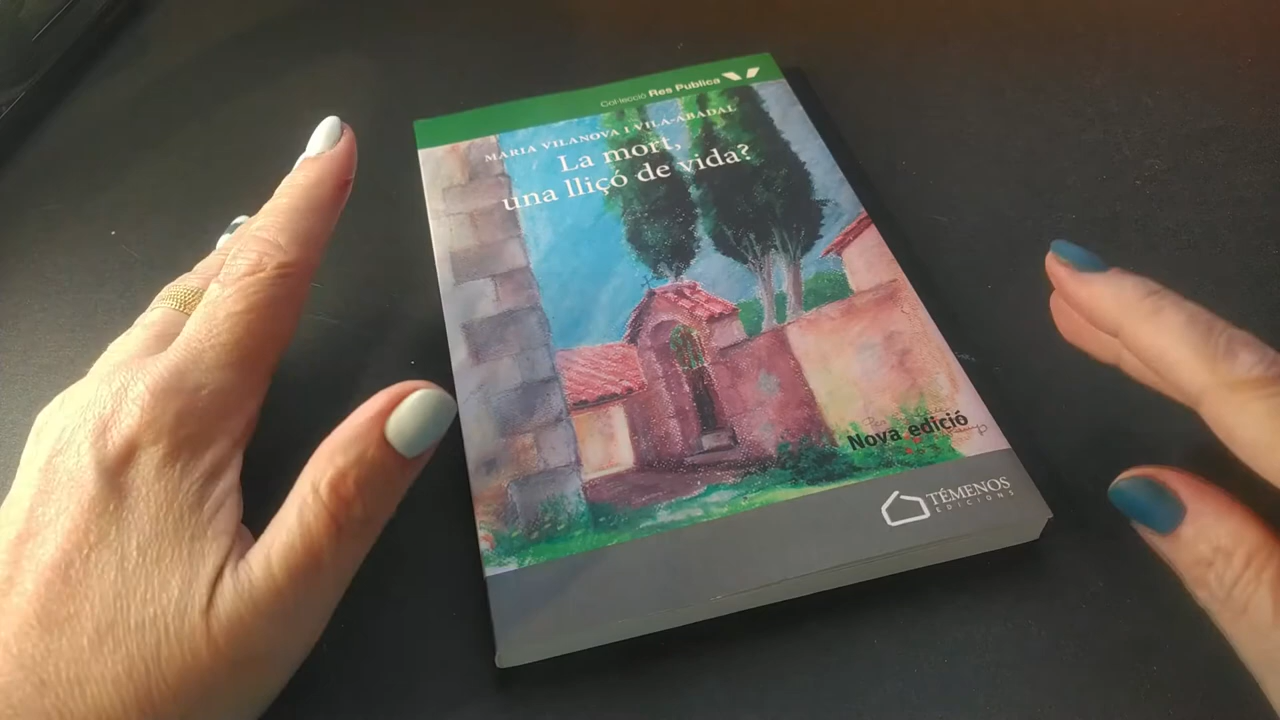 Col·lecció Res Publica
MARIA VILANOVA I VILA-ABADAL
La mort,
una lliçó de vida?
Nova edició
TÉMENOS
EDICIONS